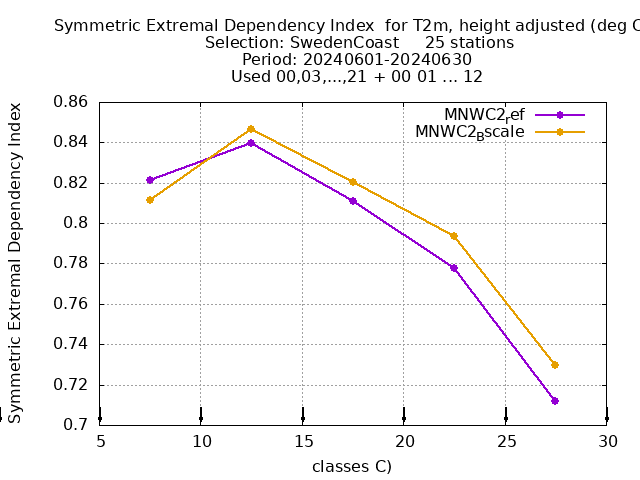 Symmetric Extremal Dependency Index  for T2m, height adjusted (deg C
Selection: SwedenCoast     25 stations
Period: 20240601-20240630
Used 00,03,...,21 + 00 01 ... 12
MNWC2_ref
MNWC2_Bscale
Symmetric Extremal Dependency Index
0.86
0.84
0.82
0.8
0.78
0.76
0.74
0.72
0.7
5 10 15 20 25 30
classes C)